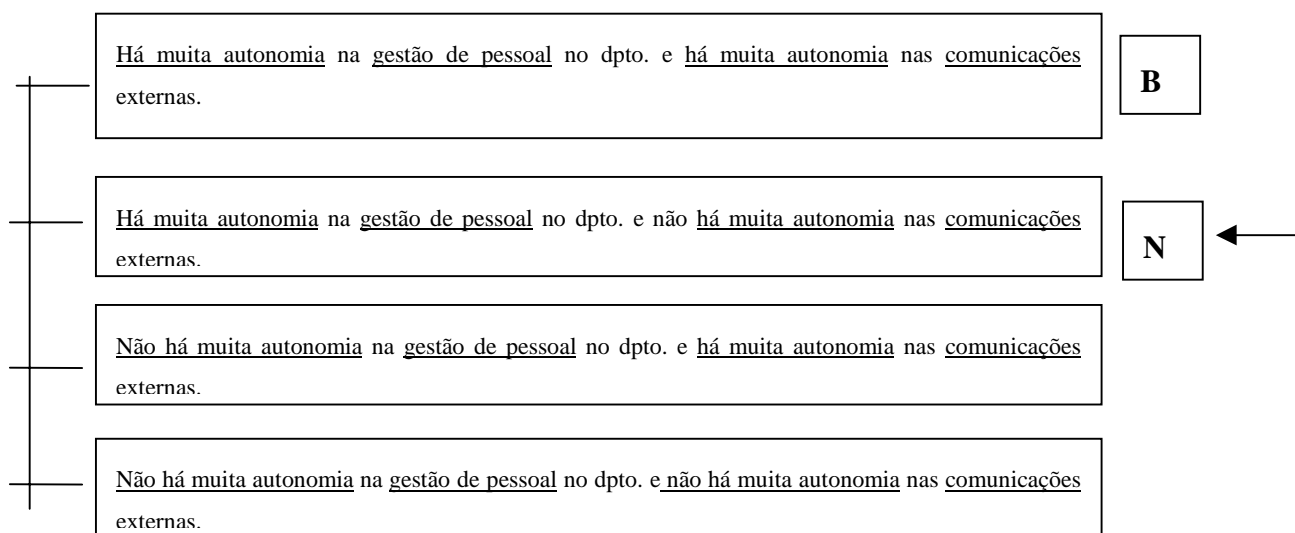 Há muita autonomia na gestão de pessoal no dpto. e há muita autonomia nas comunicações
externas.
B
Há muita autonomia na gestão de pessoal no dpto. e não há muita autonomia nas comunicações
externas.
N
Não há muita autonomia na gestão de pessoal no dpto. e há muita autonomia nas comunicações
externas.
Não há muita autonomia na gestão de pessoal no dpto. e não há muita autonomia nas comunicações
externas.